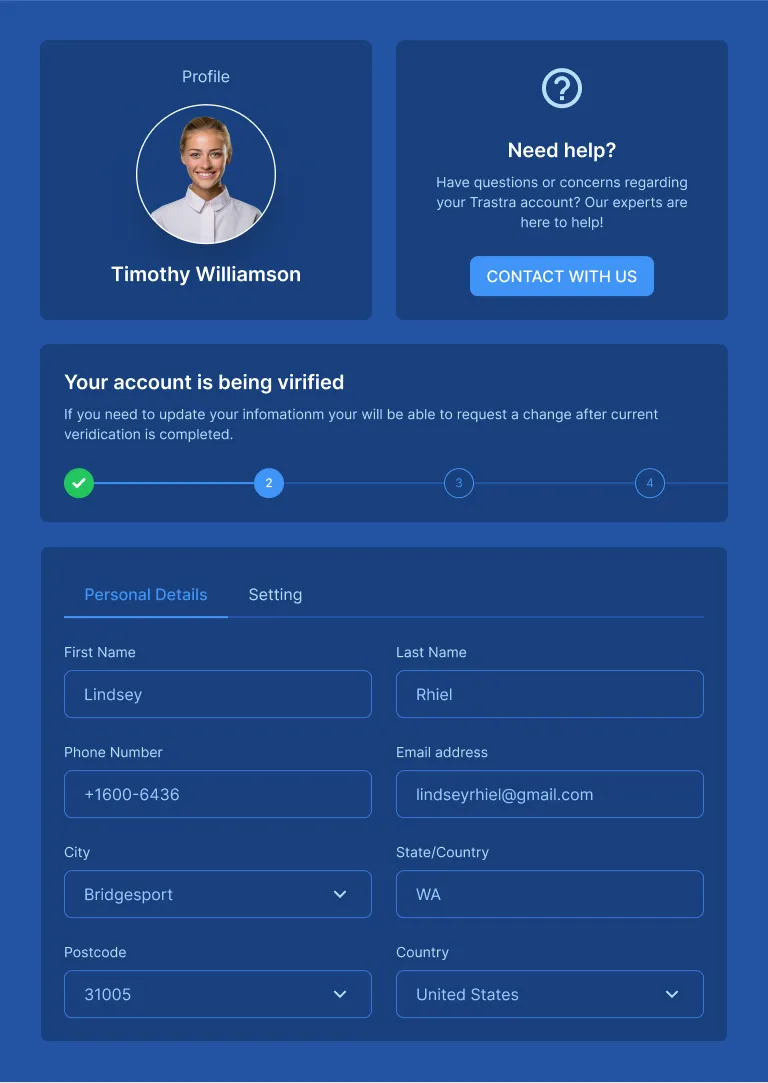 Profile
Timothy Williamson
Need help?
Have questions or concerns regarding
your Trastra account? Our experts are
here to help!
CONTACT WITH US
Your account is being virified
If you need to update your infomationm your will be able to request a change after current
veridication is completed.
2
3
4
Personal Details
Setting
First Name
Last Name
Lindsey
Rhiel
Phone Number
Email address
+1600-6436
lindseyrhiel@gmail.com
City
State/Country
Bridgesport
WA
Postcode
Country
31005
United States